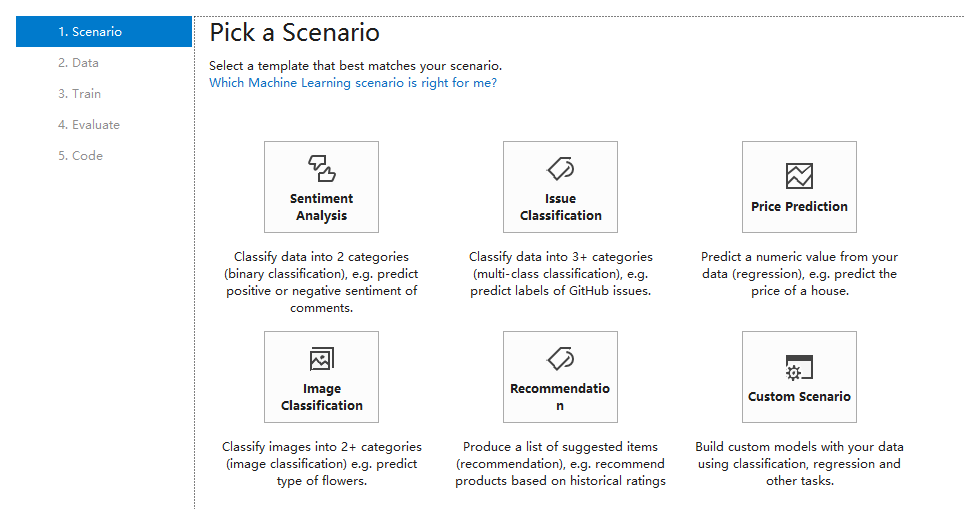 1. Scenario
2. Data
3. Train
4. Evaluate
5. Code
Pick a Scenario
Select a template that best matches your scenario.
Which Machine Learning scenario is right for me?
Sentiment
Analysis
Classify data into 2 categories
(binary classification), e.g. predict
positive or negative sentiment of
comments.
Issue
Classification
Classify data into 3+ categories
(multi-class classification), e.g.
predict labels of GitHub issues.
Price Prediction
Predict a numeric value from your
data (regression), e.g. predict the
price of a house.
Image
Classification
Classify images into 2+ categories
(image classification) e.g. predict
type of flowers.
Recommendatio
n
Produce a list of suggested items
(recommendation), e.g. recommend
products based on historical ratings
Custom Scenario
Build custom models with your data
using classification, regression and
other tasks.